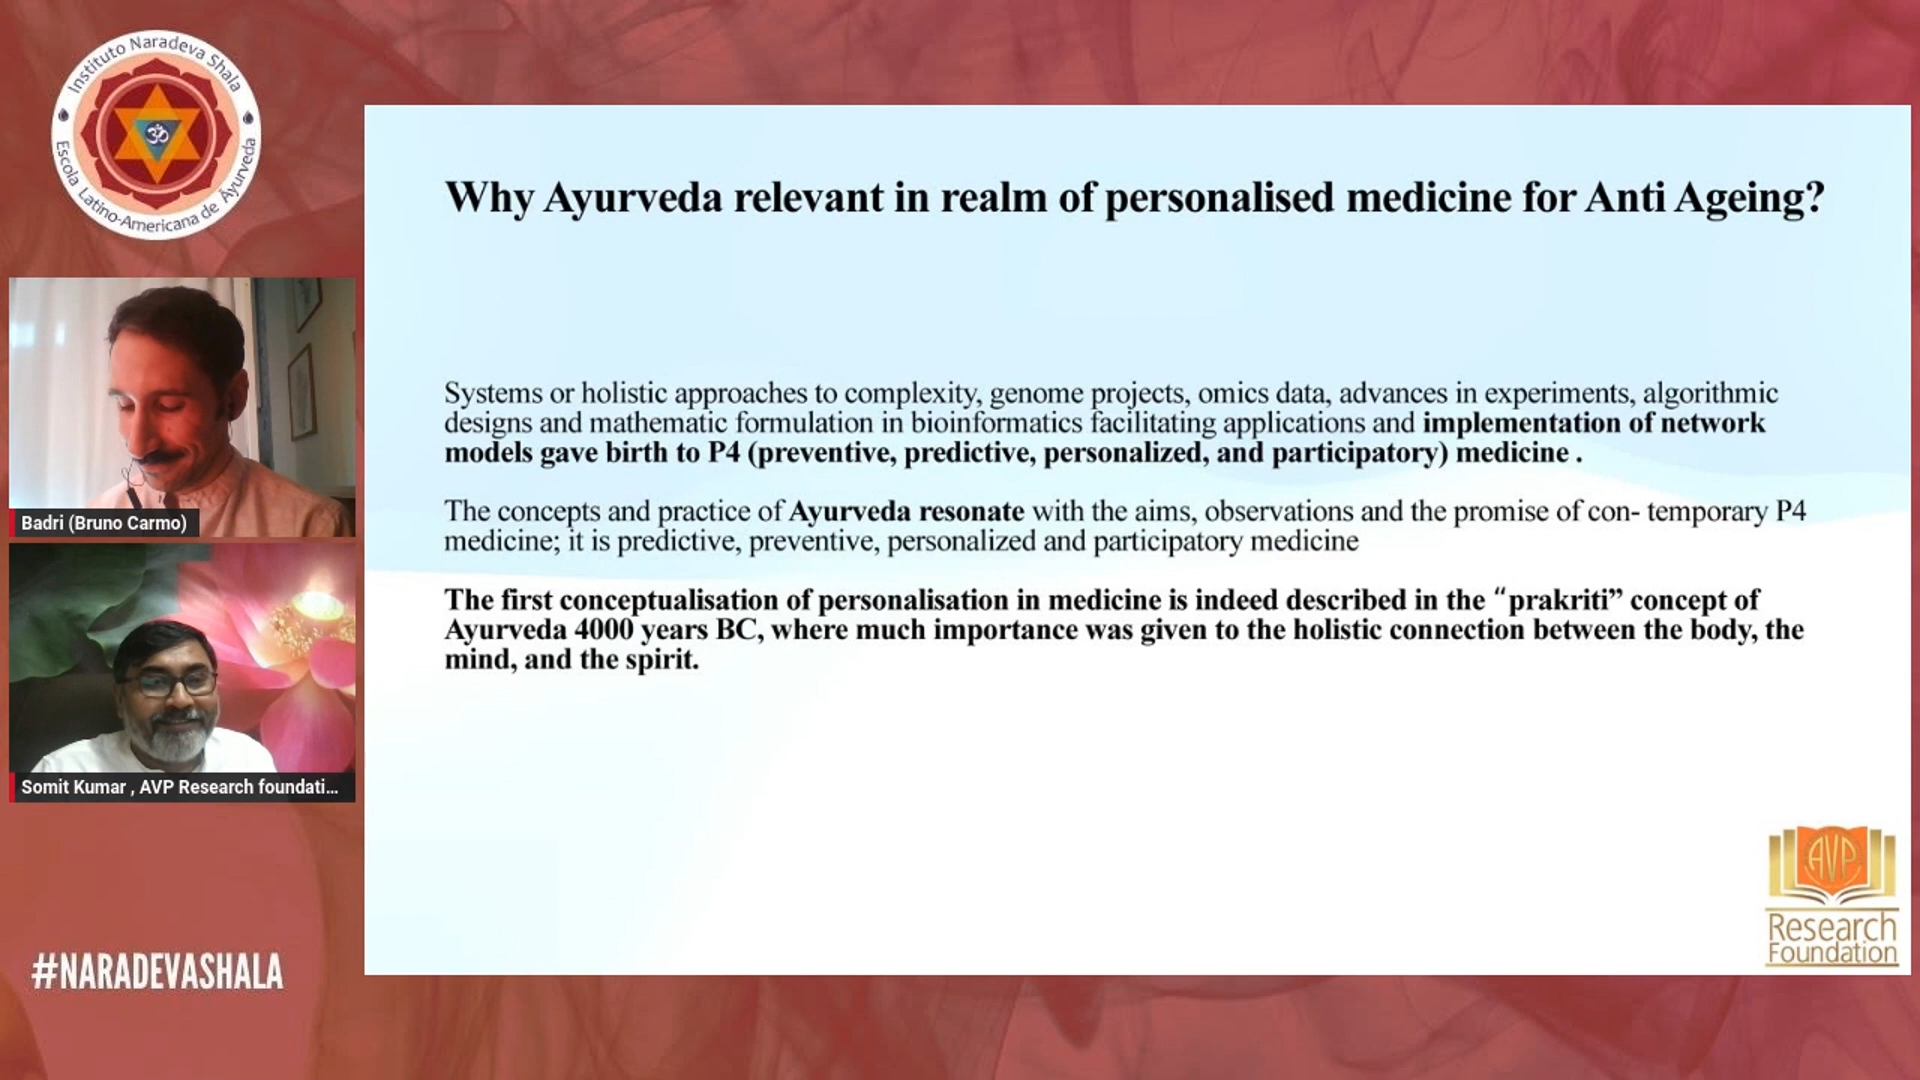 Instituto Naradeva Shala
Escola Latino-Americana de Āyurveda
ॐ
Why Ayurveda relevant in realm of personalised medicine for Anti Ageing?
Systems or holistic approaches to complexity, genome projects, omics data, advances in experiments, algorithmic
designs and mathematic formulation in bioinformatics facilitating applications and implementation of network
models gave birth to P4 (preventive, predictive, personalized, and participatory) medicine .
The concepts and practice of Ayurveda resonate with the aims, observations and the promise of con- temporary P4
medicine; it is predictive, preventive, personalized and participatory medicine
The first conceptualisation of personalisation in medicine is indeed described in the “prakriti” concept of
Ayurveda 4000 years BC, where much importance was given to the holistic connection between the body, the
mind, and the spirit.
Badri (Bruno Carmo)
Somit Kumar , AVP Research foundati...
#NARADEVASHALA
AVP
Research
Foundation